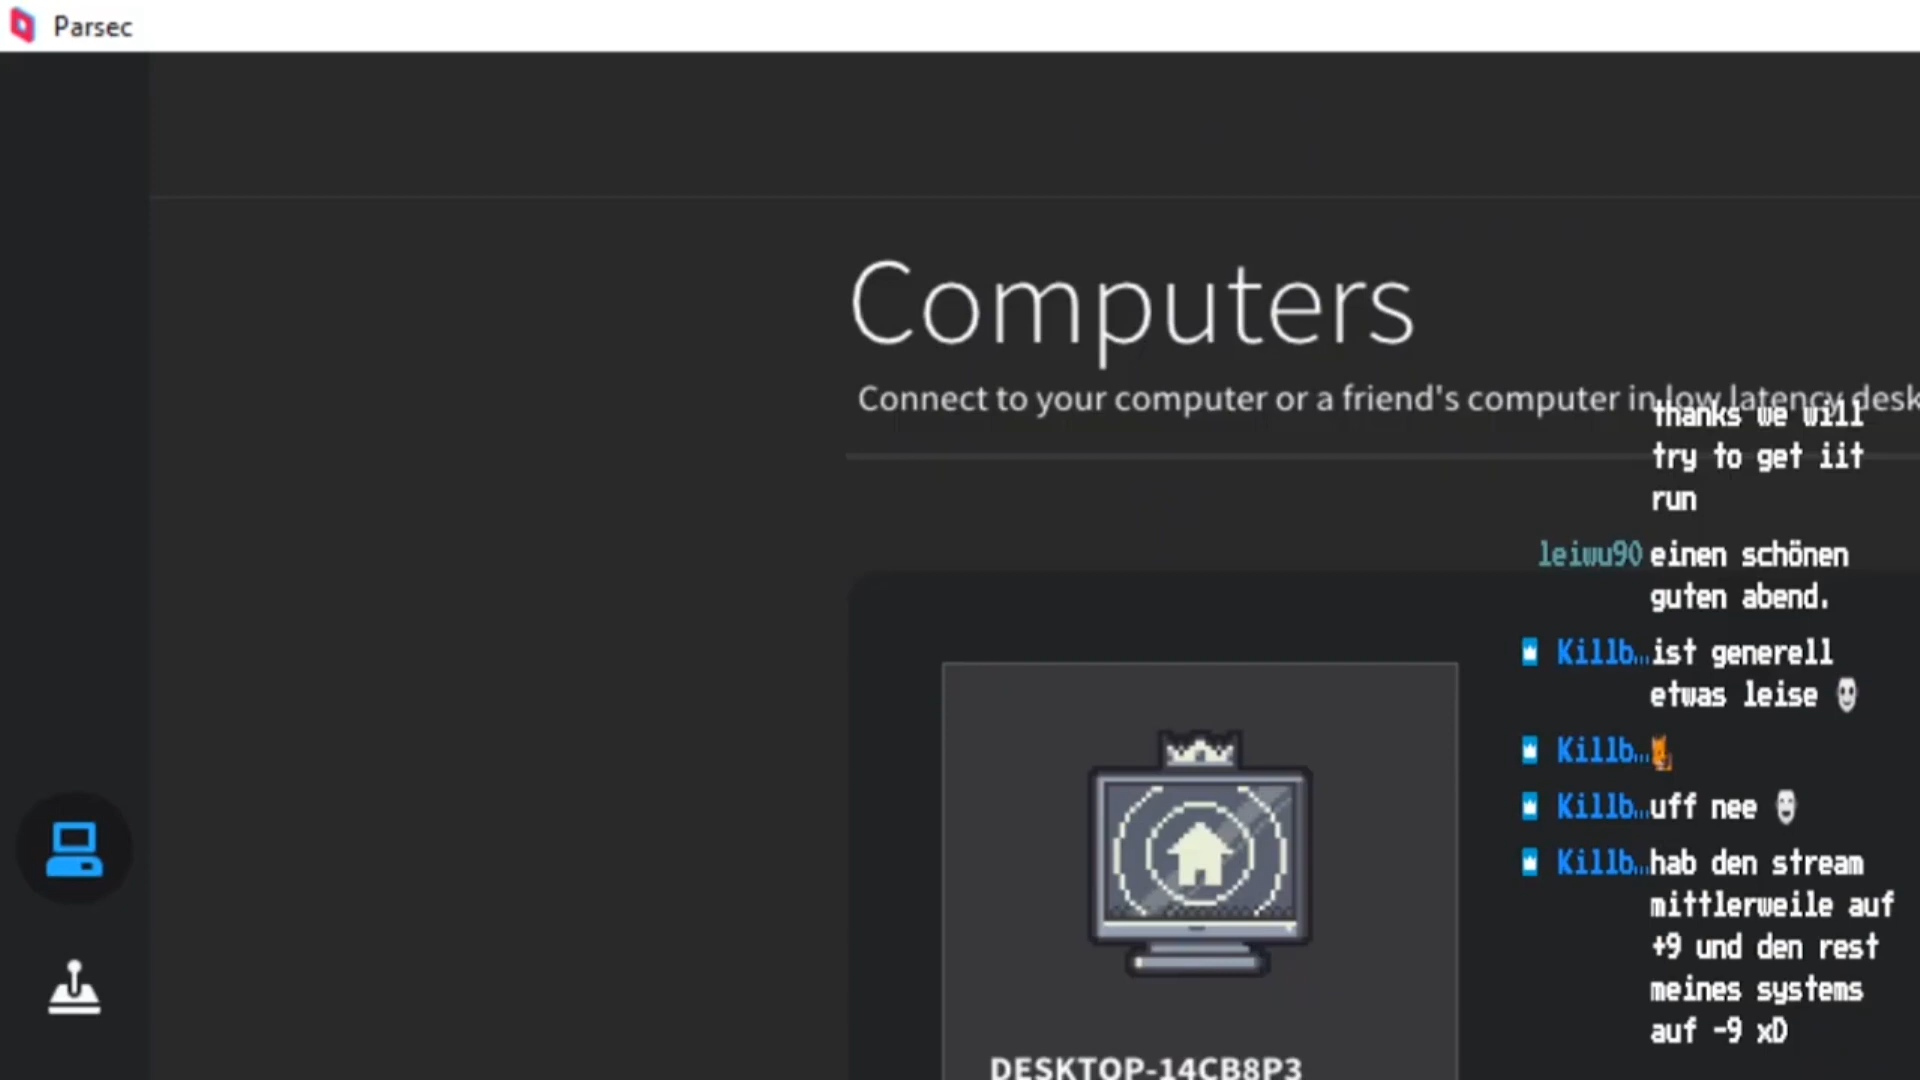 Parsec
Computers
Connect to your computer or a friend's computer in low latency desk
thanks we will
try to get iit
run
leiwu90 einen schönen
guten abend.
Killb... ist generell
etwas leise
Killb...
Killb... uff nee
Killb... hab den stream
mittlerweile auf
+9 und den rest
meines systems
auf -9 xD
DESKTOP-14CB8P3